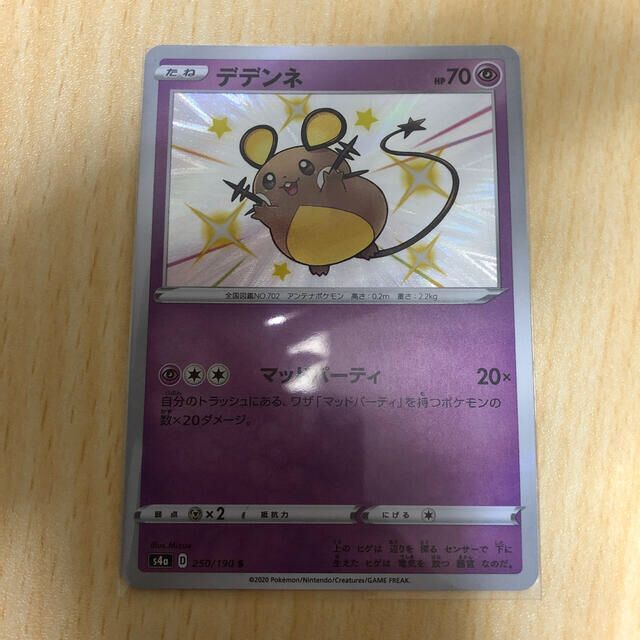 たね デデンネ HP 70
全国図鑑NO.702 アンテナポケモン 高さ:0.2m 重さ:2.2kg
マッドパーティ 20×
自分のトラッシュにある、ワザ「マッドパーティ」を持つポケモンの
数×20ダメージ。
弱点 ×2 抵抗力 にげる
illus. Mizue
上の ヒゲは 辺りを 探る センサーで 下に
生えた ヒゲは 電気を 放つ 器官 なのだ。
s4a D 250/190 S
©2020 Pokémon/Nintendo/Creatures/GAME FREAK.